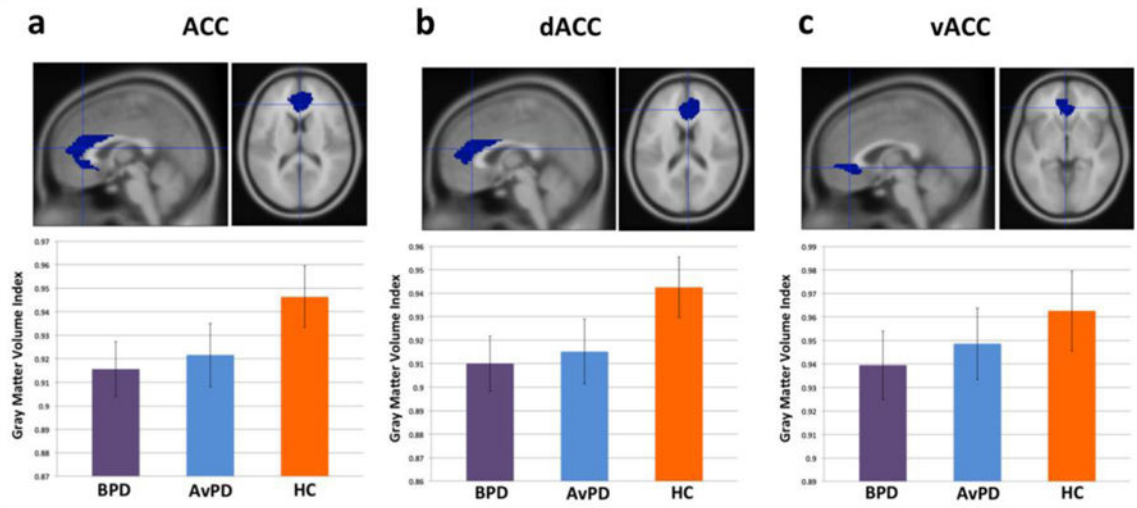 a
ACC
b
dACC
c
vACC
Gray Matter Volume Index
0.97
0.96
0.95
0.94
0.93
0.92
0.91
0.9
0.89
0.88
0.87
BPD
AvPD
HC
Gray Matter Volume Index
0.96
0.95
0.94
0.93
0.92
0.91
0.9
0.89
0.88
0.87
0.86
BPD
AvPD
HC
Gray Matter Volume Index
0.99
0.98
0.97
0.96
0.95
0.94
0.93
0.92
0.91
0.9
0.89
BPD
AvPD
HC